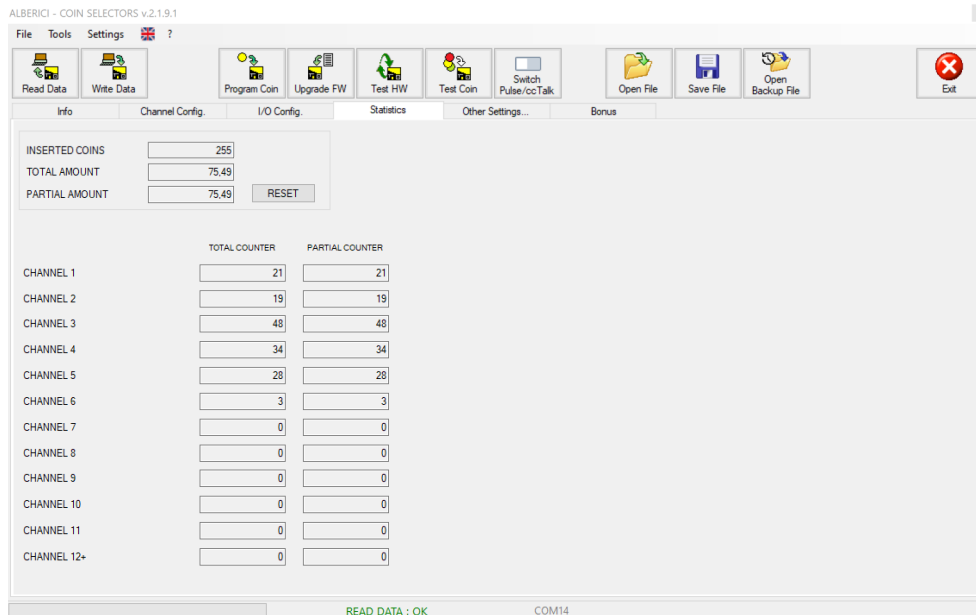 ALBERICI - COIN SELECTORS v.2.1.9.1
File Tools Settings ?
Read Data Write Data Program Coin Upgrade FW Test HW Test Coin Switch Pulse/ccTalk Open File Save File Open Backup File Exit
Info Channel Config. I/O Config. Statistics Other Settings... Bonus
INSERTED COINS 255
TOTAL AMOUNT 75,49
PARTIAL AMOUNT 75,49 RESET
TOTAL COUNTER PARTIAL COUNTER
CHANNEL 1 21 21
CHANNEL 2 19 19
CHANNEL 3 48 48
CHANNEL 4 34 34
CHANNEL 5 28 28
CHANNEL 6 3 3
CHANNEL 7 0 0
CHANNEL 8 0 0
CHANNEL 9 0 0
CHANNEL 10 0 0
CHANNEL 11 0 0
CHANNEL 12+ 0 0
READ DATA : OK COM14